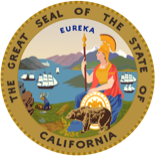 THE GREAT SEAL OF THE STATE OF
CALIFORNIA
EUREKA